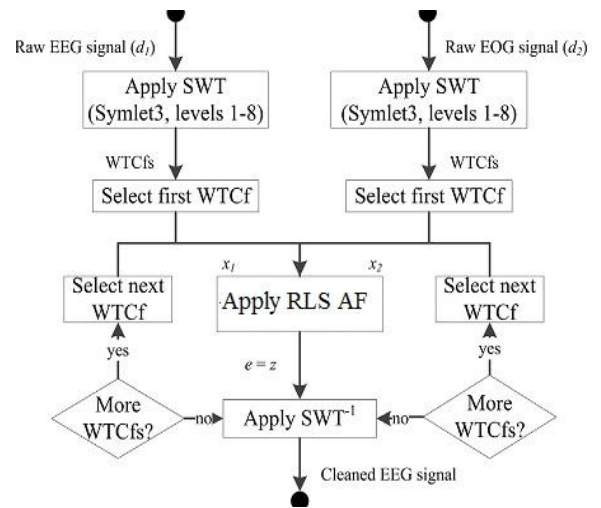 Raw EEG signal (d₁)
Raw EOG signal (d₂)
Apply SWT
(Symlet3, levels 1-8)
Apply SWT
(Symlet3, levels 1-8)
WTCfs
WTCfs
Select first WTCf
Select first WTCf
x₁
x₂
Select next
WTCf
Apply RLS AF
Select next
WTCf
yes
yes
e = z
More
WTCfs?
no
Apply SWT⁻¹
no
More
WTCfs?
Cleaned EEG signal